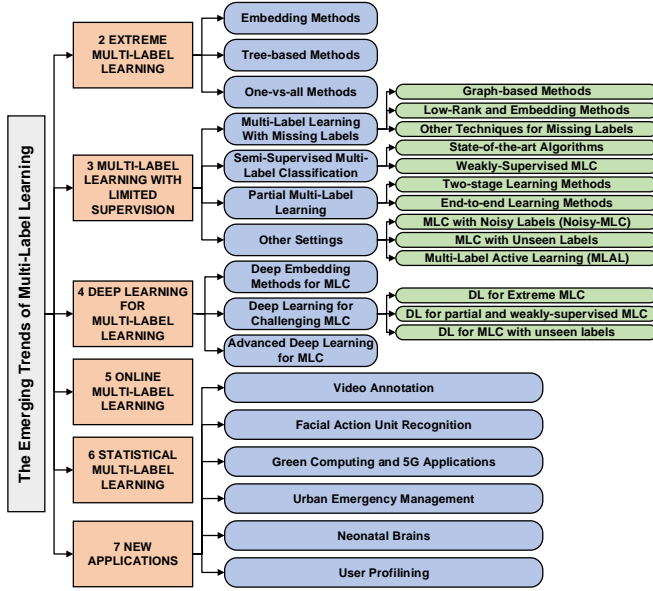 The Emerging Trends of Multi-Label Learning
2 EXTREME
MULTI-LABEL
LEARNING
Embedding Methods
Tree-based Methods
One-vs-all Methods
3 MULTI-LABEL
LEARNING WITH
LIMITED
SUPERVISION
Multi-Label Learning
With Missing Labels
Graph-based Methods
Low-Rank and Embedding Methods
Other Techniques for Missing Labels
Semi-Supervised Multi-
Label Classification
State-of-the-art Algorithms
Weakly-Supervised MLC
Partial Multi-Label
Learning
Two-stage Learning Methods
End-to-end Learning Methods
Other Settings
MLC with Noisy Labels (Noisy-MLC)
MLC with Unseen Labels
Multi-Label Active Learning (MLAL)
4 DEEP LEARNING
FOR
MULTI-LABEL
LEARNING
Deep Embedding
Methods for MLC
Deep Learning for
Challenging MLC
DL for Extreme MLC
DL for partial and weakly-supervised MLC
DL for MLC with unseen labels
Advanced Deep Learning
for MLC
5 ONLINE
MULTI-LABEL
LEARNING
6 STATISTICAL
MULTI-LABEL
LEARNING
7 NEW
APPLICATIONS
Video Annotation
Facial Action Unit Recognition
Green Computing and 5G Applications
Urban Emergency Management
Neonatal Brains
User Profilining